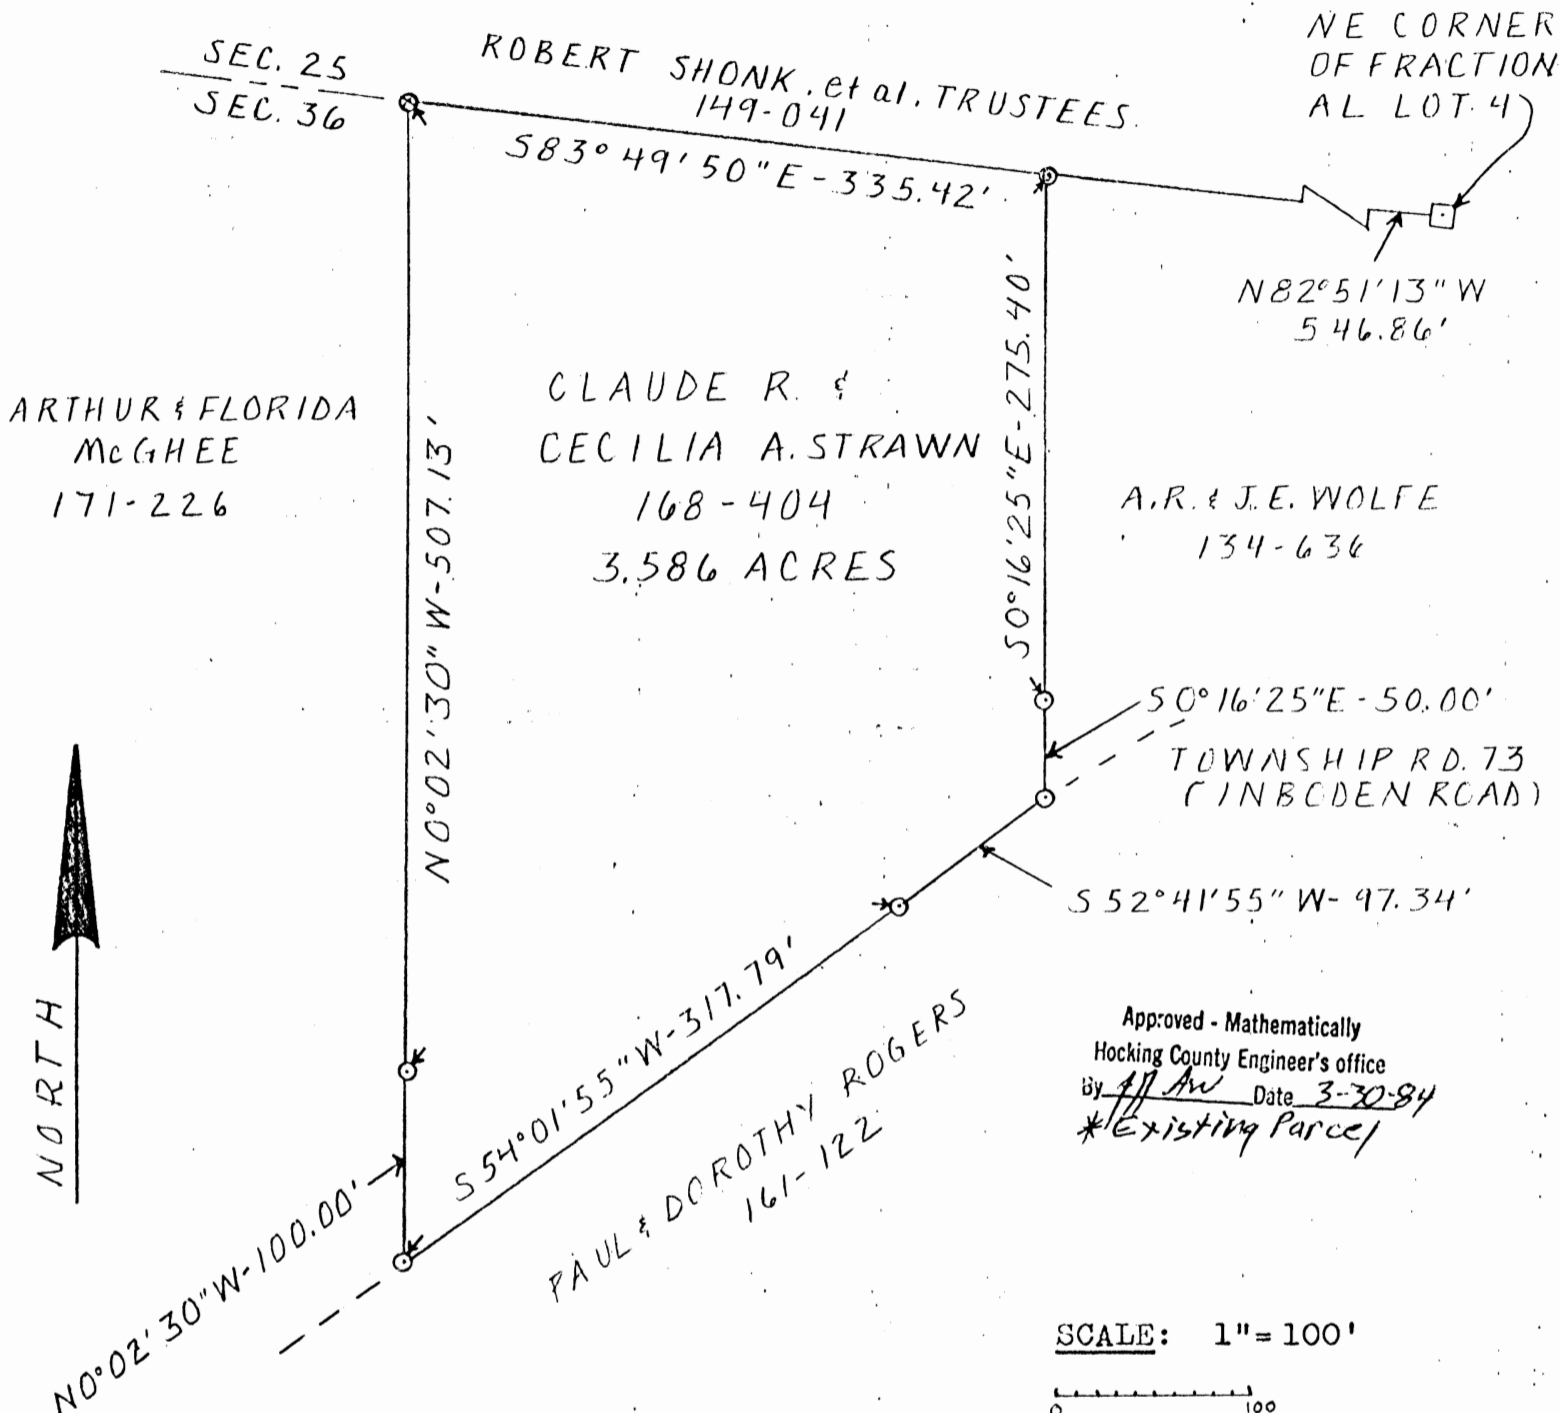 SEC. 25
SEC. 36
ROBERT SHONK, et al, TRUSTEES.
149-041
S83°49'50"E-335.42'
NE CORNER
OF FRACTION
AL LOT 4
N82°51'13"W
546.86'
ARTHUR & FLORIDA
McGHEE
171-226
N0°02'30"W-507.13'
CLAUDE R. &
CECILIA A. STRAWN
168-404
3.586 ACRES
S0°16'25"E-275.40'
A.R. & J.E. WOLFE
134-636
S0°16'25"E-50.00'
TOWNSHIP RD. 73
(INBODEN ROAD)
S52°41'55"W-97.34'
S54°01'55"W-317.79'
PAUL & DOROTHY ROGERS
161-122
N0°02'30"W-100.00'
NORTH
Approved - Mathematically
Hocking County Engineer's office
By Date 3-30-84
*Existing Parcel
SCALE: 1"=100'
0 100